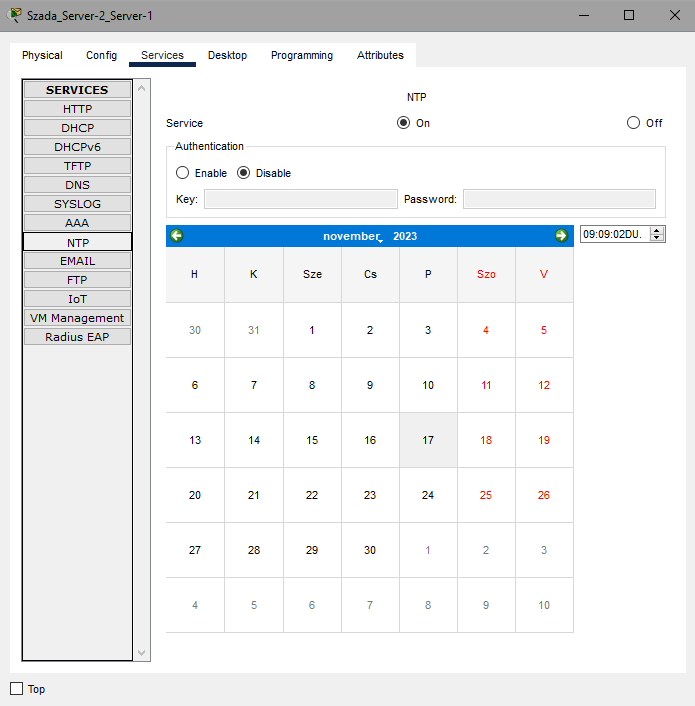 Szada_Server-2_Server-1
Physical Config Services Desktop Programming Attributes
SERVICES
HTTP
DHCP
DHCPv6
TFTP
DNS
SYSLOG
AAA
NTP
EMAIL
FTP
IoT
VM Management
Radius EAP
NTP
Service On Off
Authentication
Enable Disable
Key: Password:
november 2023 09:09:02DU.
H K Sze Cs P Szo V
30 31 1 2 3 4 5
6 7 8 9 10 11 12
13 14 15 16 17 18 19
20 21 22 23 24 25 26
27 28 29 30 1 2 3
4 5 6 7 8 9 10
Top